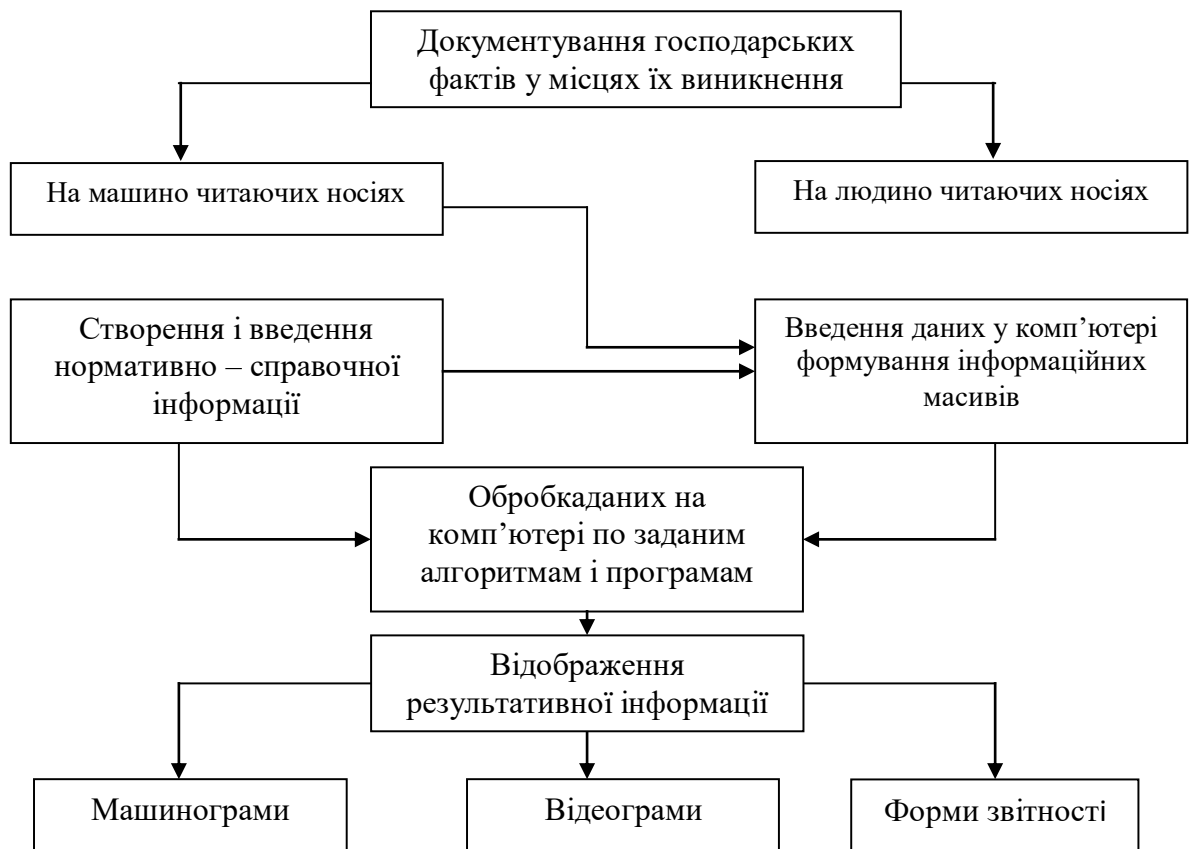 Документування господарських
фактів у місцях їх виникнення
На машино читаючих носіях
На людино читаючих носіях
Створення і введення
нормативно – справочної
інформації
Введення даних у комп’ютері
формування інформаційних
масивів
Обробкаданих на
комп’ютері по заданим
алгоритмам і програмам
Відображення
результативної інформації
Машинограми
Відеограми
Форми звітності